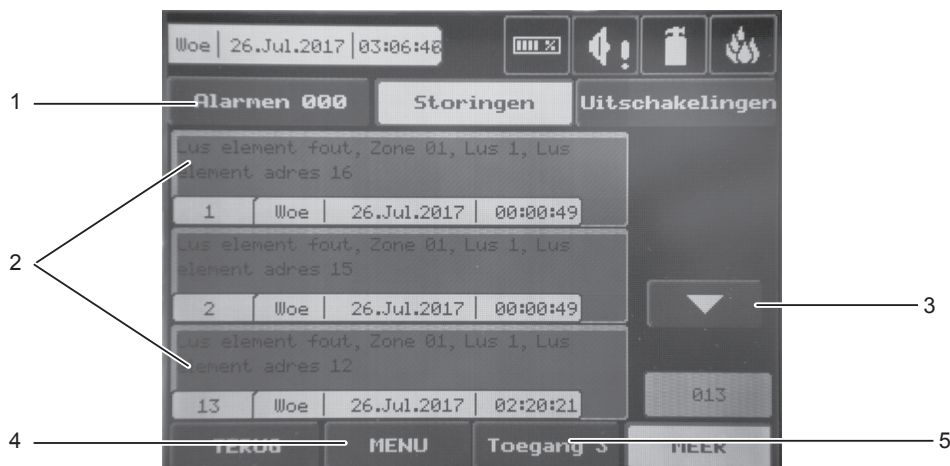 Woe 26.Jul.2017 03:06:48
%
Alarmen 000 Storingen Uitschakelingen
Lus element fout, Zone 01, Lus 1, Lus
element adres 16
1 Woe 26.Jul.2017 00:00:49
Lus element fout, Zone 01, Lus 1, Lus
element adres 15
2 Woe 26.Jul.2017 00:00:49
Lus element fout, Zone 01, Lus 1, Lus
element adres 12
13 Woe 26.Jul.2017 02:20:21
013
TERUG MENU Toegang 3 MEER
1
2
3
4
5